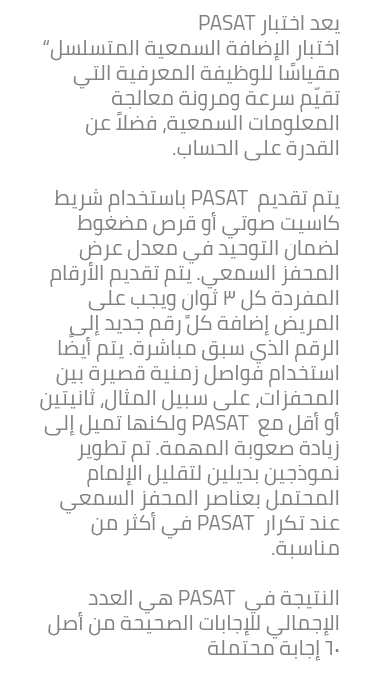 يعد اختبار PASAT
اختبار الإضافة السمعية المتسلسل“
مقياسًا للوظيفة المعرفية التي
تقيّم سرعة ومرونة معالجة
المعلومات السمعية، فضلاً عن
القدرة على الحساب.
يتم تقديم PASAT باستخدام شريط
كاسيت صوتي أو قرص مضغوط
لضمان التوحيد في معدل عرض
المحفز السمعي. يتم تقديم الأرقام
المفردة كل ٣ ثوانٍ ويجب على
المريض إضافة كلً رقم جديد إلى
الرقم الذي سبق مباشرة. يتم أيضًا
استخدام فواصل زمنية قصيرة بين
المحفزات، على سبيل المثال، ثانيتين
أو أقل مع PASAT ولكنها تميل إلى
زيادة صعوبة المهمة. تم تطوير
نموذجين بديلين لتقليل الإلمام
المحتمل بعناصر المحفز السمعي
عند تكرار PASAT في أكثر من
مناسبة.
النتيجة في PASAT هي العدد
الإجمالي للإجابات الصحيحة من أصل
٦٠ إجابة محتملة